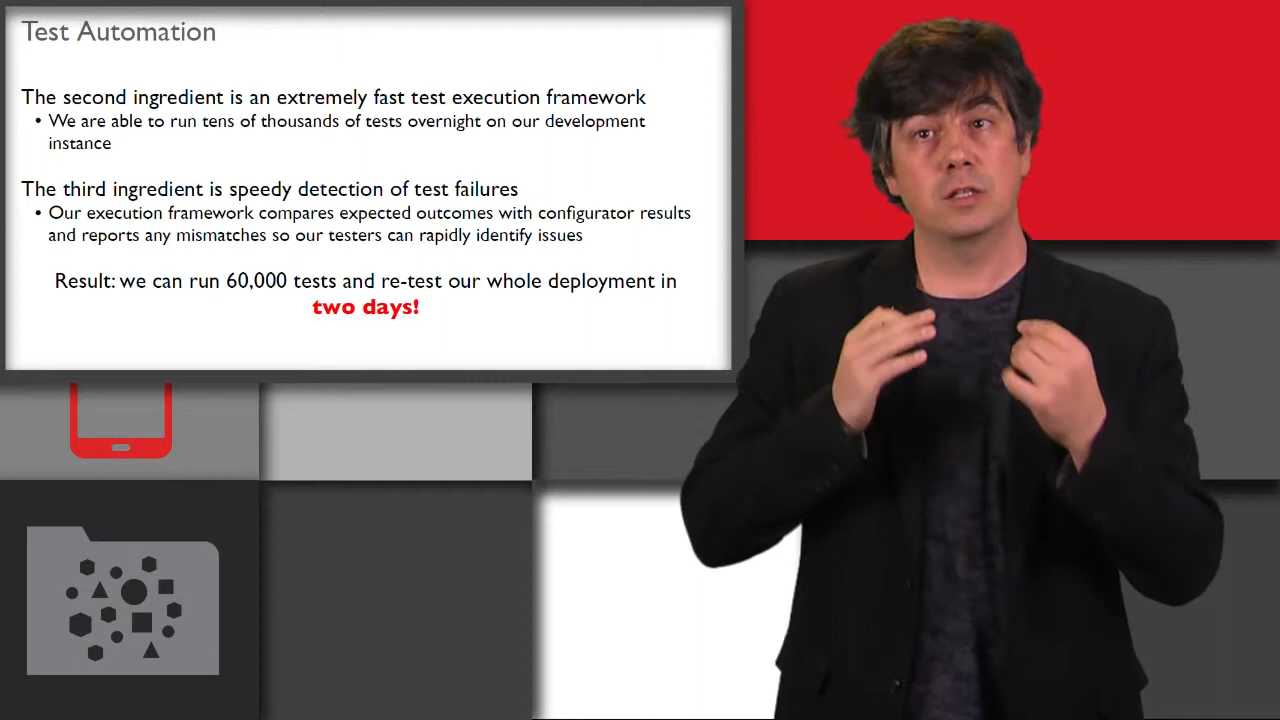 Test Automation
The second ingredient is an extremely fast test execution framework
• We are able to run tens of thousands of tests overnight on our development
instance
The third ingredient is speedy detection of test failures
• Our execution framework compares expected outcomes with configurator results
and reports any mismatches so our testers can rapidly identify issues
Result: we can run 60,000 tests and re-test our whole deployment in
two days!